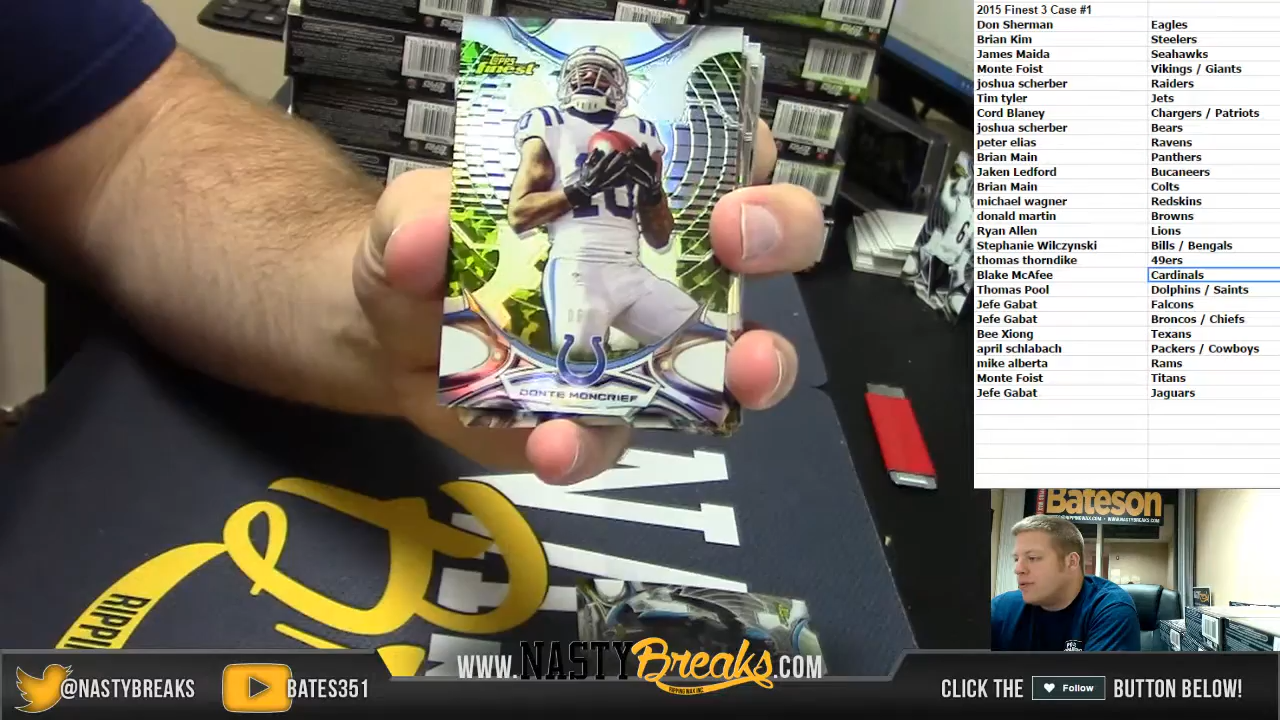 2015 Finest 3 Case #1
Don Sherman Eagles
Brian Kim Steelers
James Maida Seahawks
Monte Foist Vikings / Giants
joshua scherber Raiders
Tim tyler Jets
Cord Blaney Chargers / Patriots
joshua scherber Bears
peter elias Ravens
Brian Main Panthers
Jaken Ledford Bucaneers
Brian Main Colts
michael wagner Redskins
donald martin Browns
Ryan Allen Lions
Stephanie Wilczynski Bills / Bengals
thomas thorndike 49ers
Blake McAfee Cardinals
Thomas Pool Dolphins / Saints
Jefe Gabat Falcons
Jefe Gabat Broncos / Chiefs
Bee Xiong Texans
april schlabach Packers / Cowboys
mike alberta Rams
Monte Foist Titans
Jefe Gabat Jaguars
TOPPS
finest
10
DONTE MONCRIEF
RIPPI
Bateson
@NASTYBREAKS
BATES351
WWW.NASTYBreaks.COM
RIPPING WAX INC
CLICK THE Follow BUTTON BELOW!